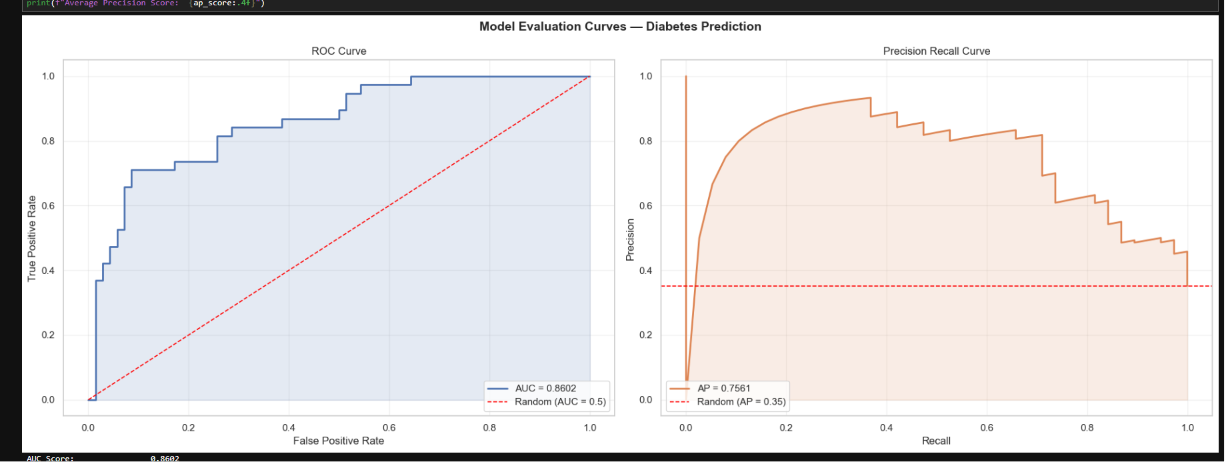 print(f"Average Precision Score: {ap_score:.4f}")
Model Evaluation Curves — Diabetes Prediction
ROC Curve
1.0
0.8
0.6
0.4
0.2
0.0
True Positive Rate
0.0 0.2 0.4 0.6 0.8 1.0
False Positive Rate
AUC = 0.8602
Random (AUC = 0.5)
Precision Recall Curve
1.0
0.8
0.6
0.4
0.2
0.0
Precision
0.0 0.2 0.4 0.6 0.8 1.0
Recall
AP = 0.7561
Random (AP = 0.35)
AUC Score: 0.8602